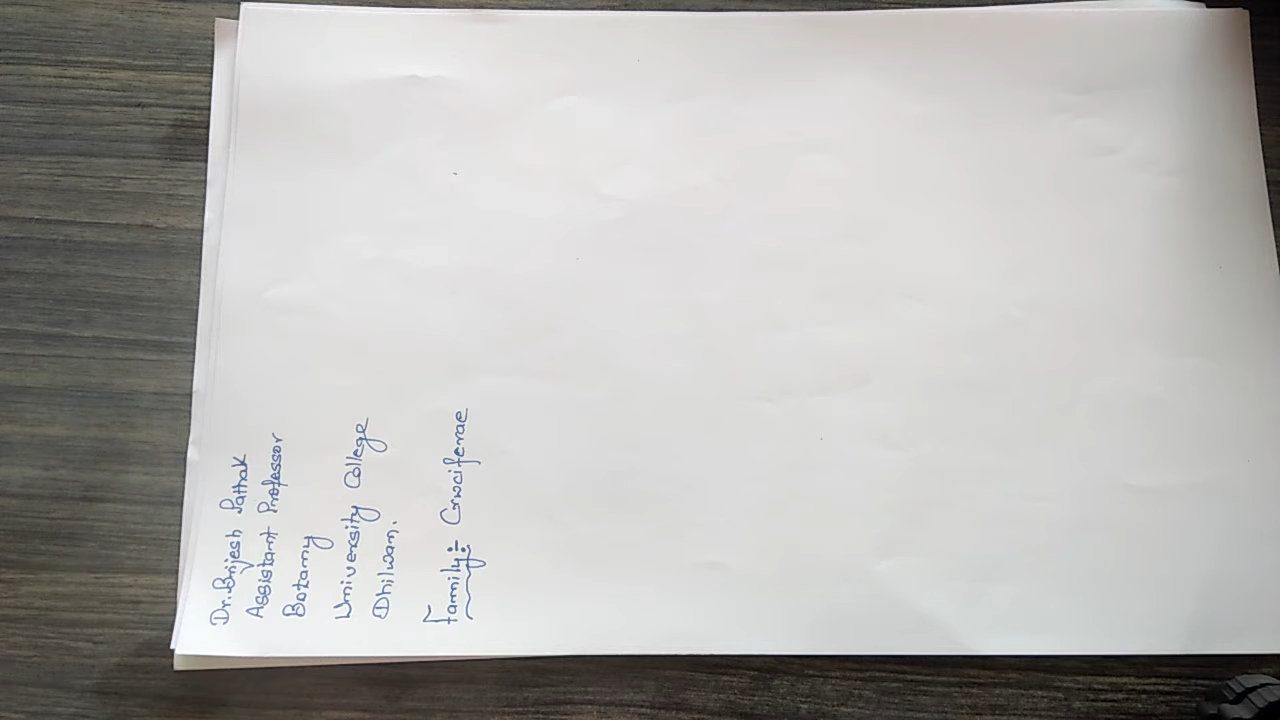 Dr. Brijesh Pathak
Assistant Professor
Botany
University College
Dhilwan.
Family:- Cruciferae